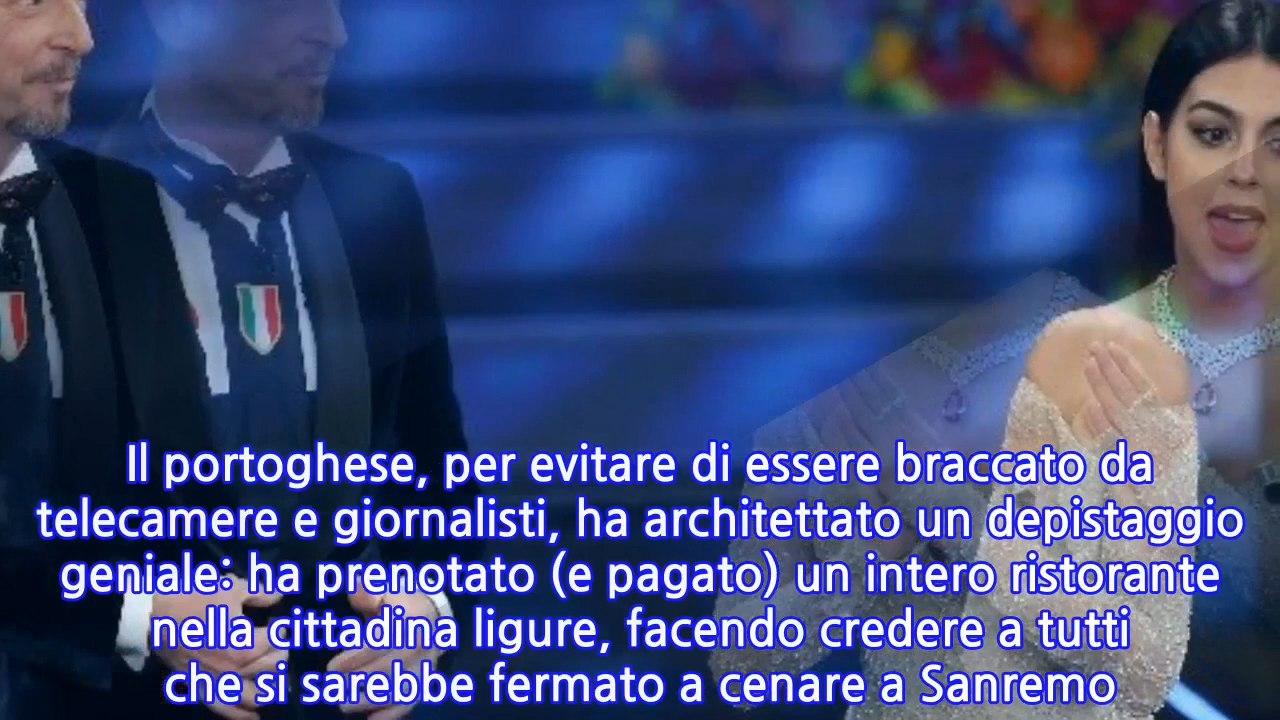 Il portoghese, per evitare di essere braccato da
telecamere e giornalisti, ha architettato un depistaggio
geniale: ha prenotato (e pagato) un intero ristorante
nella cittadina ligure, facendo credere a tutti
che si sarebbe fermato a cenare a Sanremo